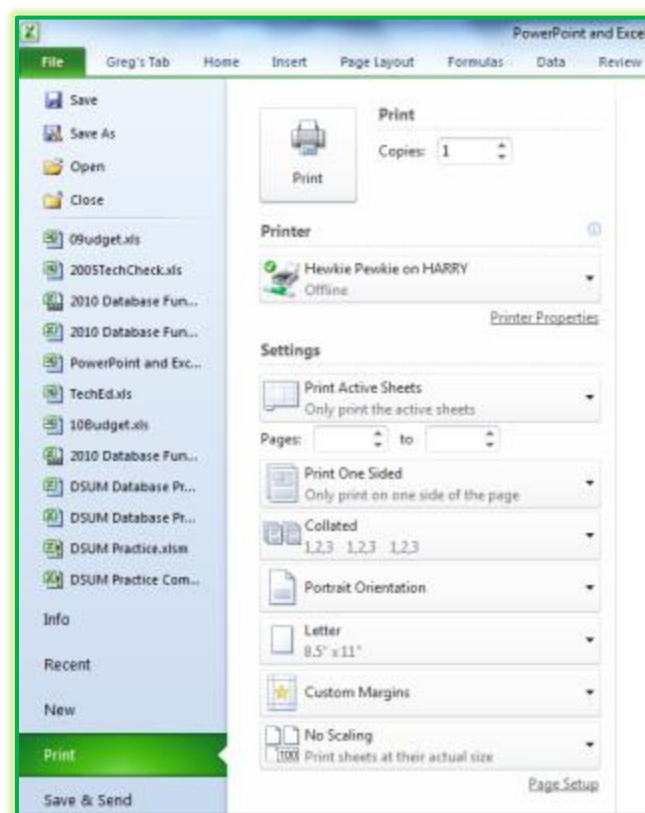 PowerPoint and Exce
File Greg's Tab Home Insert Page Layout Formulas Data Review
Save
Save As
Open
Close
09udget.xls
2005TechCheck.xls
2010 Database Fun...
2010 Database Fun...
PowerPoint and Exc...
TechEd.xls
10Budget.xls
2010 Database Fun...
DSUM Database Pr...
DSUM Database Pr...
DSUM Practice.xlsm
DSUM Practice Com...
Info
Recent
New
Print
Save & Send
Print
Print
Copies: 1
Printer
Hewkie Pewkie on HARRY
Offline
Printer Properties
Settings
Print Active Sheets
Only print the active sheets
Pages: to
Print One Sided
Only print on one side of the page
Collated
1,2,3 1,2,3 1,2,3
Portrait Orientation
Letter
8.5" x 11"
Custom Margins
No Scaling
100 Print sheets at their actual size
Page Setup